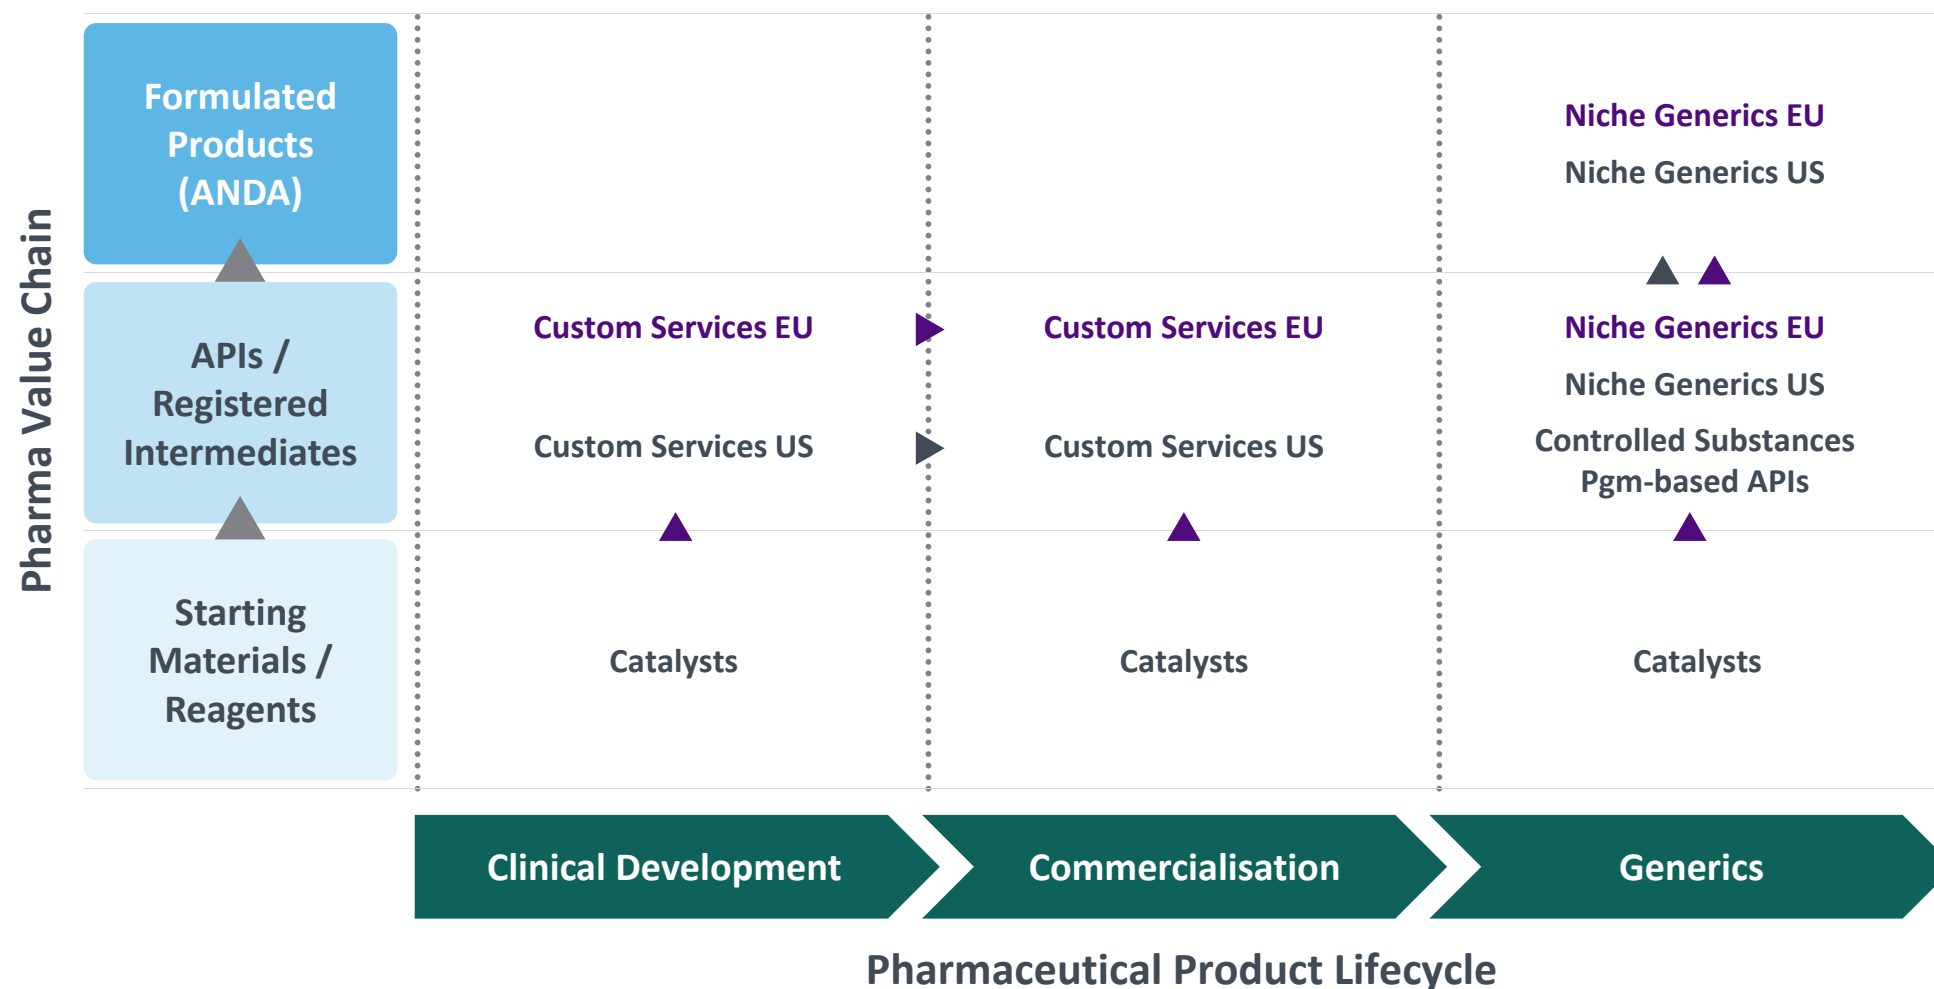 Pharma Value Chain
Formulated
Products
(ANDA)
Niche Generics EU
Niche Generics US
APIs /
Registered
Intermediates
Custom Services EU
Custom Services US
Custom Services EU
Custom Services US
Niche Generics EU
Niche Generics US
Controlled Substances
Pgm-based APIs
Starting
Materials /
Reagents
Catalysts
Catalysts
Catalysts
Clinical Development
Commercialisation
Generics
Pharmaceutical Product Lifecycle